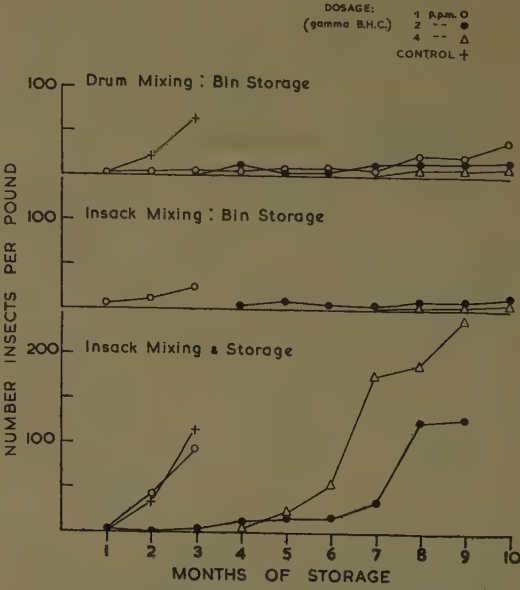 DOSAGE:
(gamma B.H.C.)
1 p.p.m. ○
2 -- ●
4 -- △
CONTROL +
NUMBER INSECTS PER POUND
100
Drum Mixing : Bin Storage
100
Insack Mixing : Bin Storage
200
Insack Mixing & Storage
100
1 2 3 4 5 6 7 8 9 10
MONTHS OF STORAGE